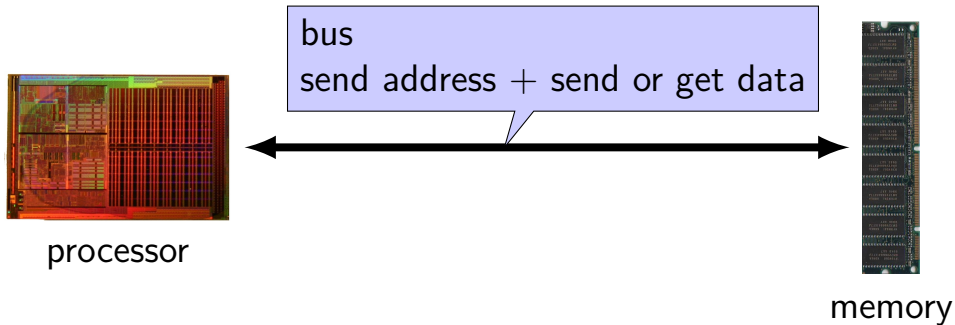 bus
send address + send or get data
processor
memory